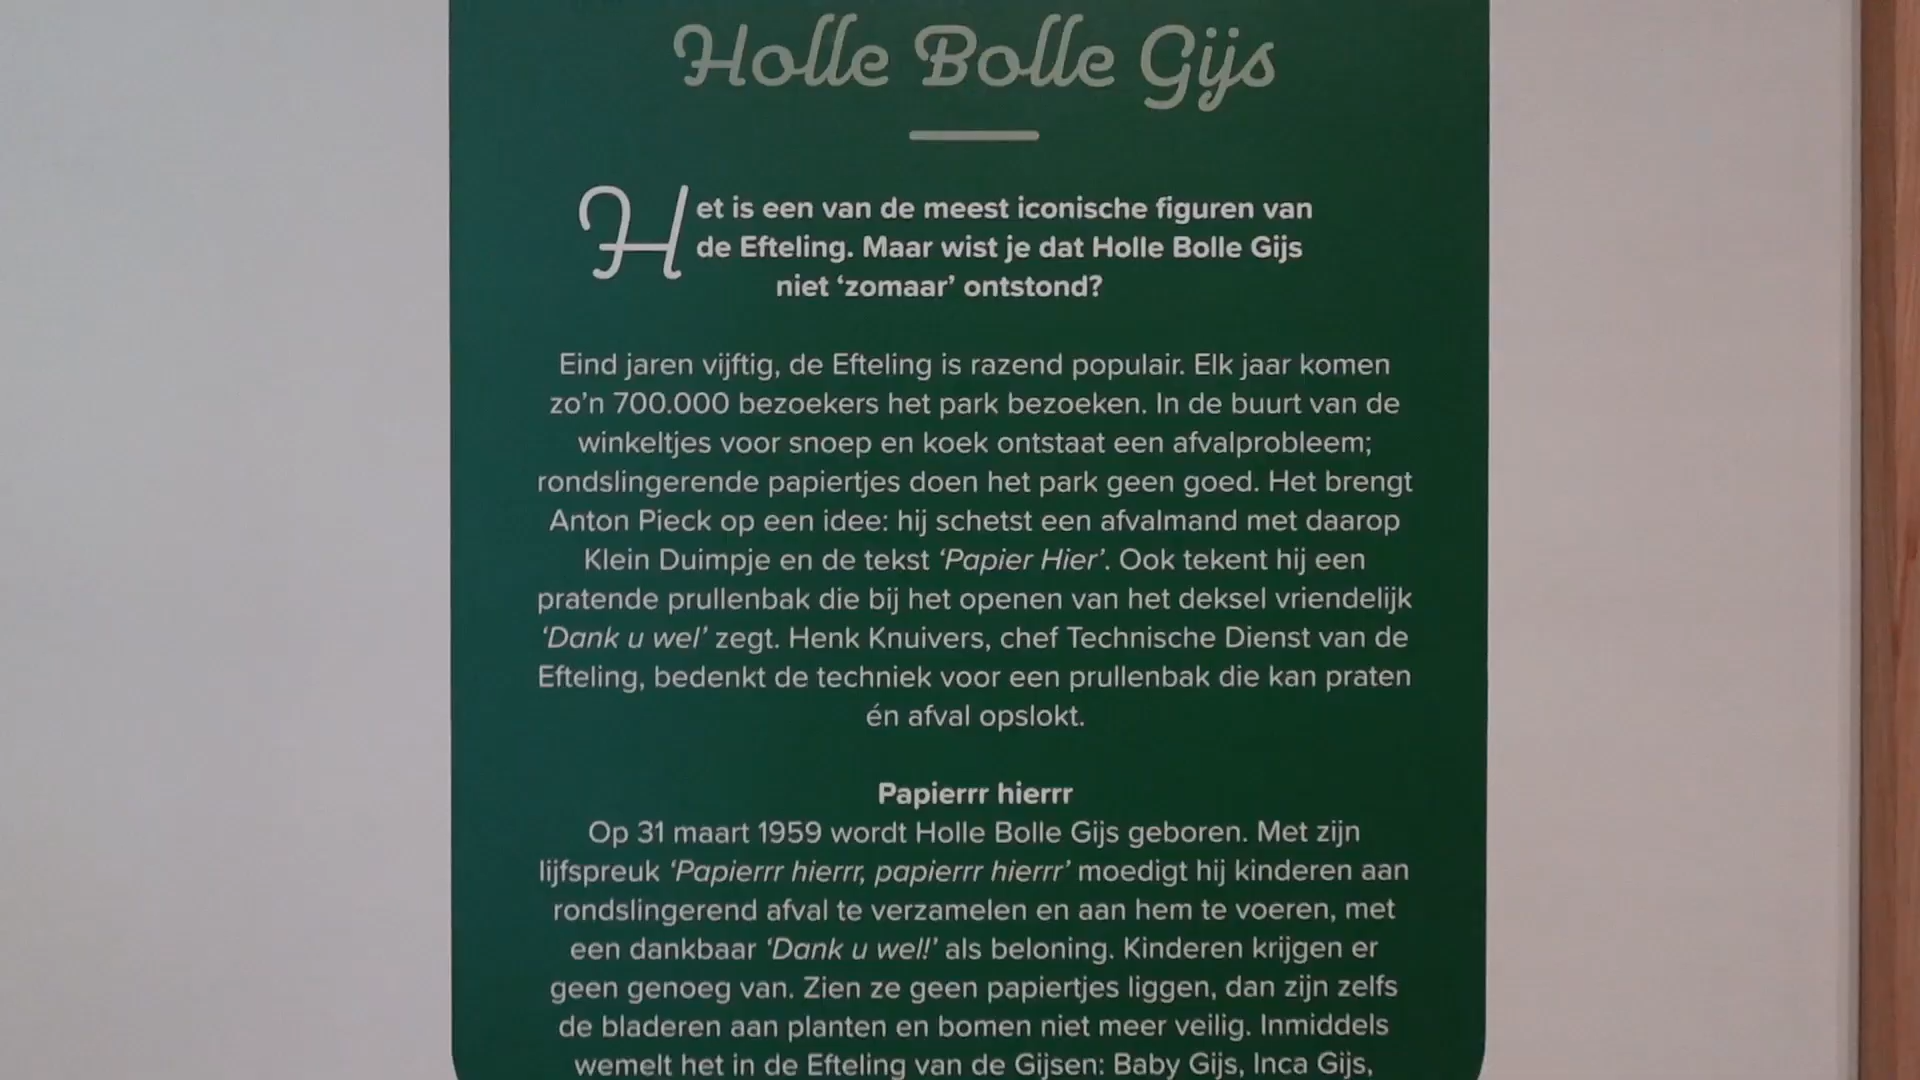 Holle Bolle Gijs
Het is een van de meest iconische figuren van
de Efteling. Maar wist je dat Holle Bolle Gijs
niet ‘zomaar’ ontstond?
Eind jaren vijftig, de Efteling is razend populair. Elk jaar komen
zo’n 700.000 bezoekers het park bezoeken. In de buurt van de
winkeltjes voor snoep en koek ontstaat een afvalprobleem;
rondslingerende papiertjes doen het park geen goed. Het brengt
Anton Pieck op een idee: hij schetst een afvalmand met daarop
Klein Duimpje en de tekst ‘Papier Hier’. Ook tekent hij een
pratende prullenbak die bij het openen van het deksel vriendelijk
‘Dank u wel’ zegt. Henk Knuivers, chef Technische Dienst van de
Efteling, bedenkt de techniek voor een prullenbak die kan praten
én afval opslokt.
Papierrr hierrr
Op 31 maart 1959 wordt Holle Bolle Gijs geboren. Met zijn
lijfspreuk ‘Papierrr hierrr, papierrr hierrr’ moedigt hij kinderen aan
rondslingerend afval te verzamelen en aan hem te voeren, met
een dankbaar ‘Dank u wel!’ als beloning. Kinderen krijgen er
geen genoeg van. Zien ze geen papiertjes liggen, dan zijn zelfs
de bladeren aan planten en bomen niet meer veilig. Inmiddels
wemelt het in de Efteling van de Gijsen: Baby Gijs, Inca Gijs,